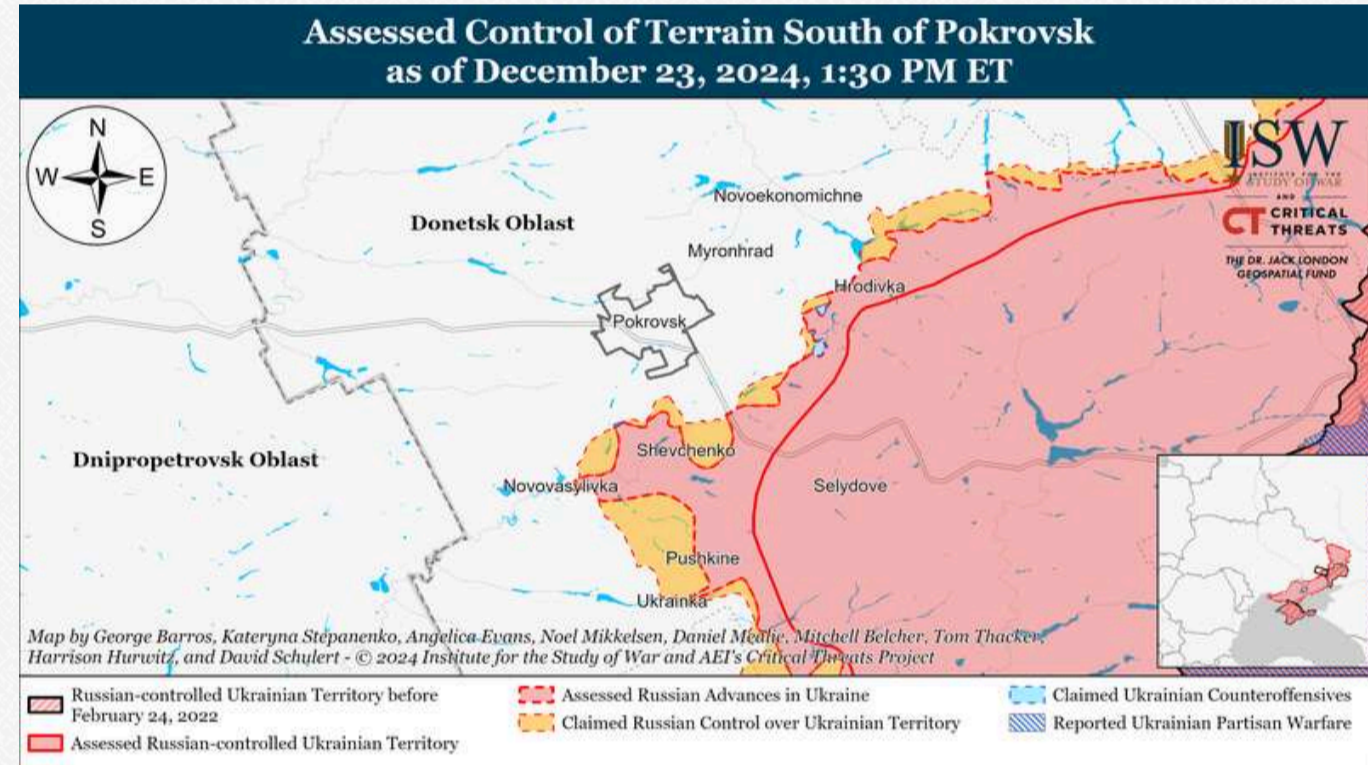 Assessed Control of Terrain South of Pokrovsk
as of December 23, 2024, 1:30 PM ET
N
W E
S
ISW
INSTITUTE FOR THE
STUDY OF WAR
AND
CT CRITICAL
THREATS
THE DR. JACK LONDON
GEOSPATIAL FUND
Novoekonomichne
Donetsk Oblast
Myronhrad
Hrodivka
Pokrovsk
Shevchenko
Dnipropetrovsk Oblast
Novovasylivka
Selydove
Pushkine
Ukrainka
Map by George Barros, Kateryna Stepanenko, Angelica Evans, Noel Mikkelsen, Daniel Mealie, Mitchell Belcher, Tom Thacker,
Harrison Hurwitz, and David Schulert - © 2024 Institute for the Study of War and AEI's Critical Threats Project
Russian-controlled Ukrainian Territory before
February 24, 2022
Assessed Russian-controlled Ukrainian Territory
Assessed Russian Advances in Ukraine
Claimed Russian Control over Ukrainian Territory
Claimed Ukrainian Counteroffensives
Reported Ukrainian Partisan Warfare